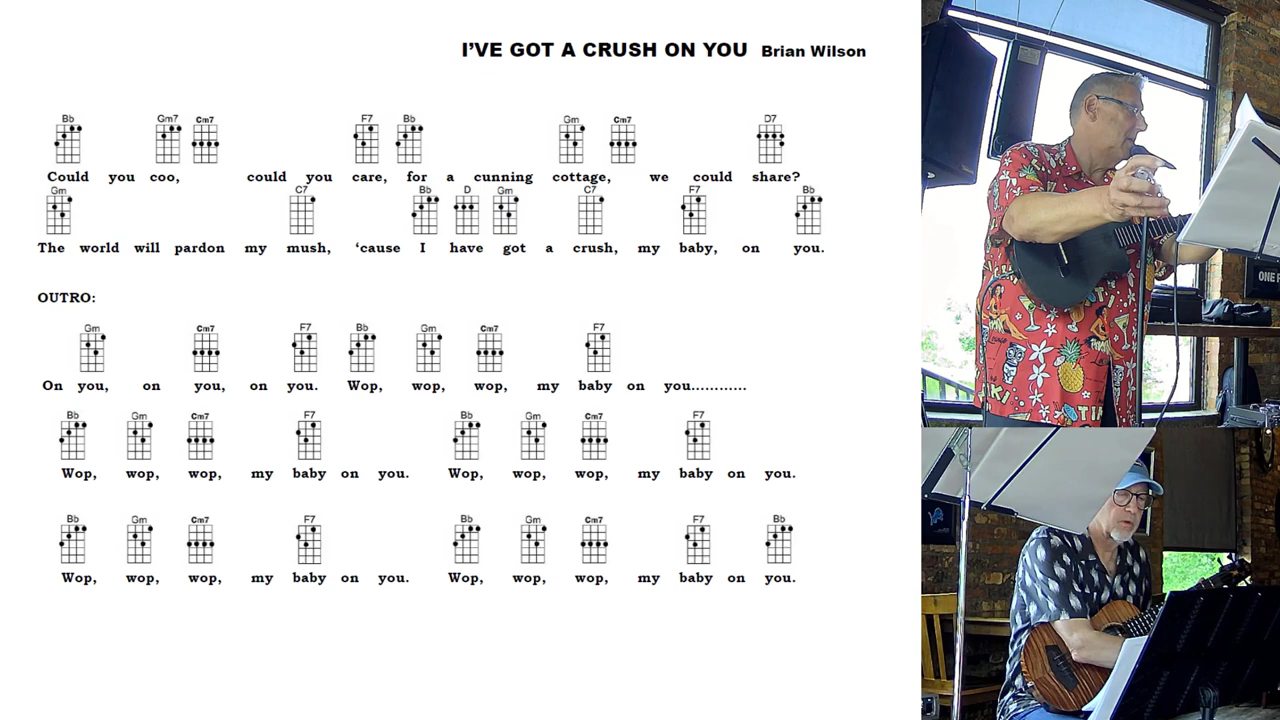 I'VE GOT A CRUSH ON YOU Brian Wilson
Bb Gm7 Cm7 F7 Bb Gm Cm7 D7
Could you coo, could you care, for a cunning cottage, we could share?
Gm C7 Bb D Gm C7 F7 Bb
The world will pardon my mush, 'cause I have got a crush, my baby, on you.
OUTRO:
Gm Cm7 F7 Bb Gm Cm7 F7
On you, on you, on you. Wop, wop, wop, my baby on you............
Bb Gm Cm7 F7 Bb Gm Cm7 F7
Wop, wop, wop, my baby on you. Wop, wop, wop, my baby on you.
Bb Gm Cm7 F7 Bb Gm Cm7 F7 Bb
Wop, wop, wop, my baby on you. Wop, wop, wop, my baby on you.
ONE